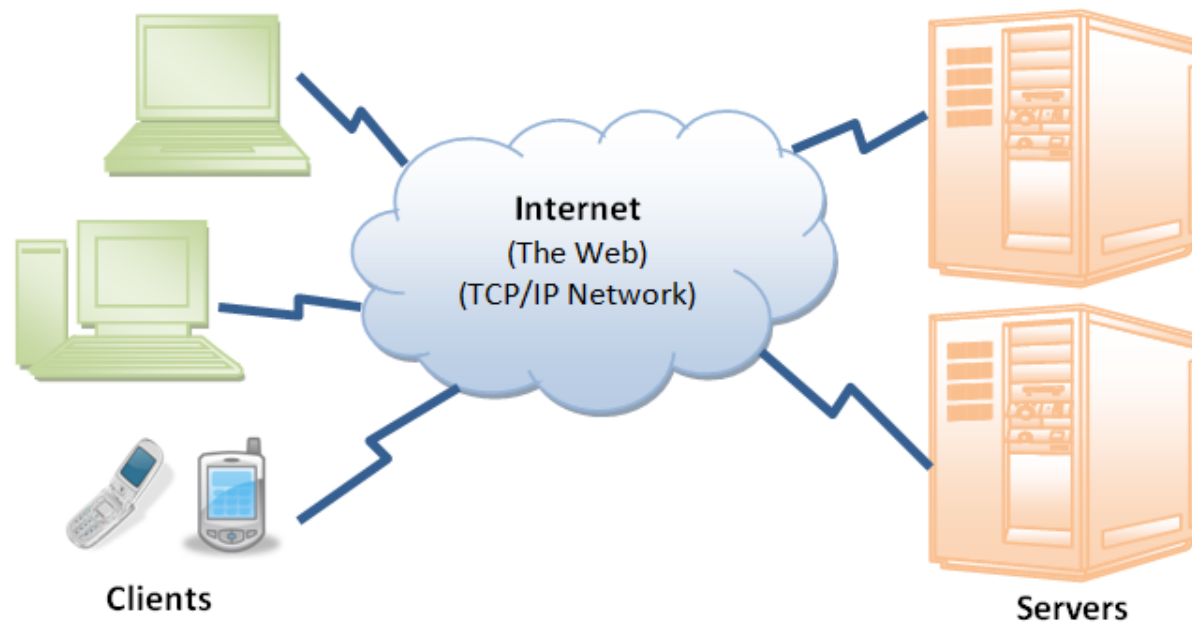 Internet
(The Web)
(TCP/IP Network)
Clients
Servers